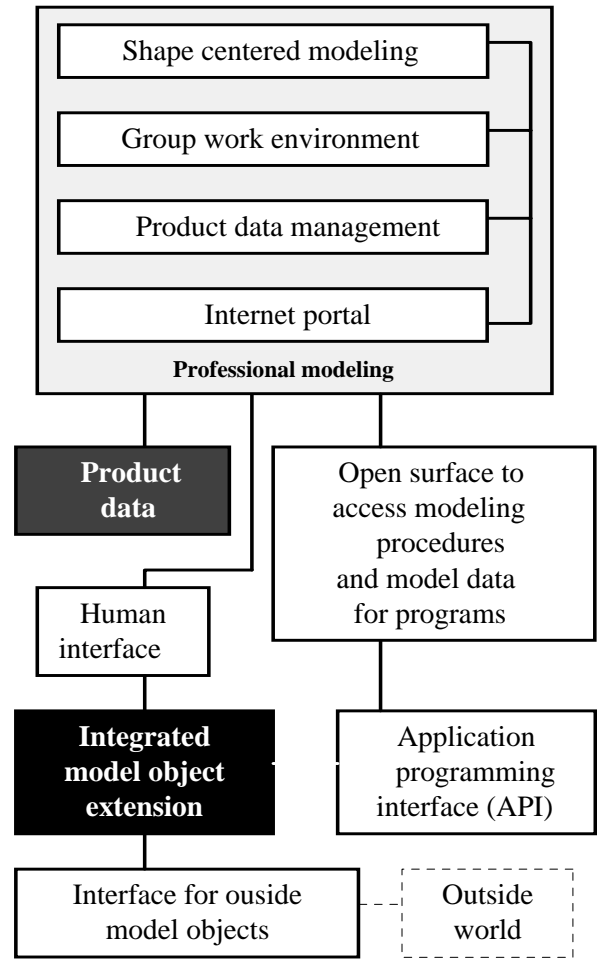 Shape centered modeling
Group work environment
Product data management
Internet portal
Professional modeling
Product
data
Open surface to
access modeling
procedures
and model data
for programs
Human
interface
Integrated
model object
extension
Application
programming
interface (API)
Interface for ouside
model objects
Outside
world